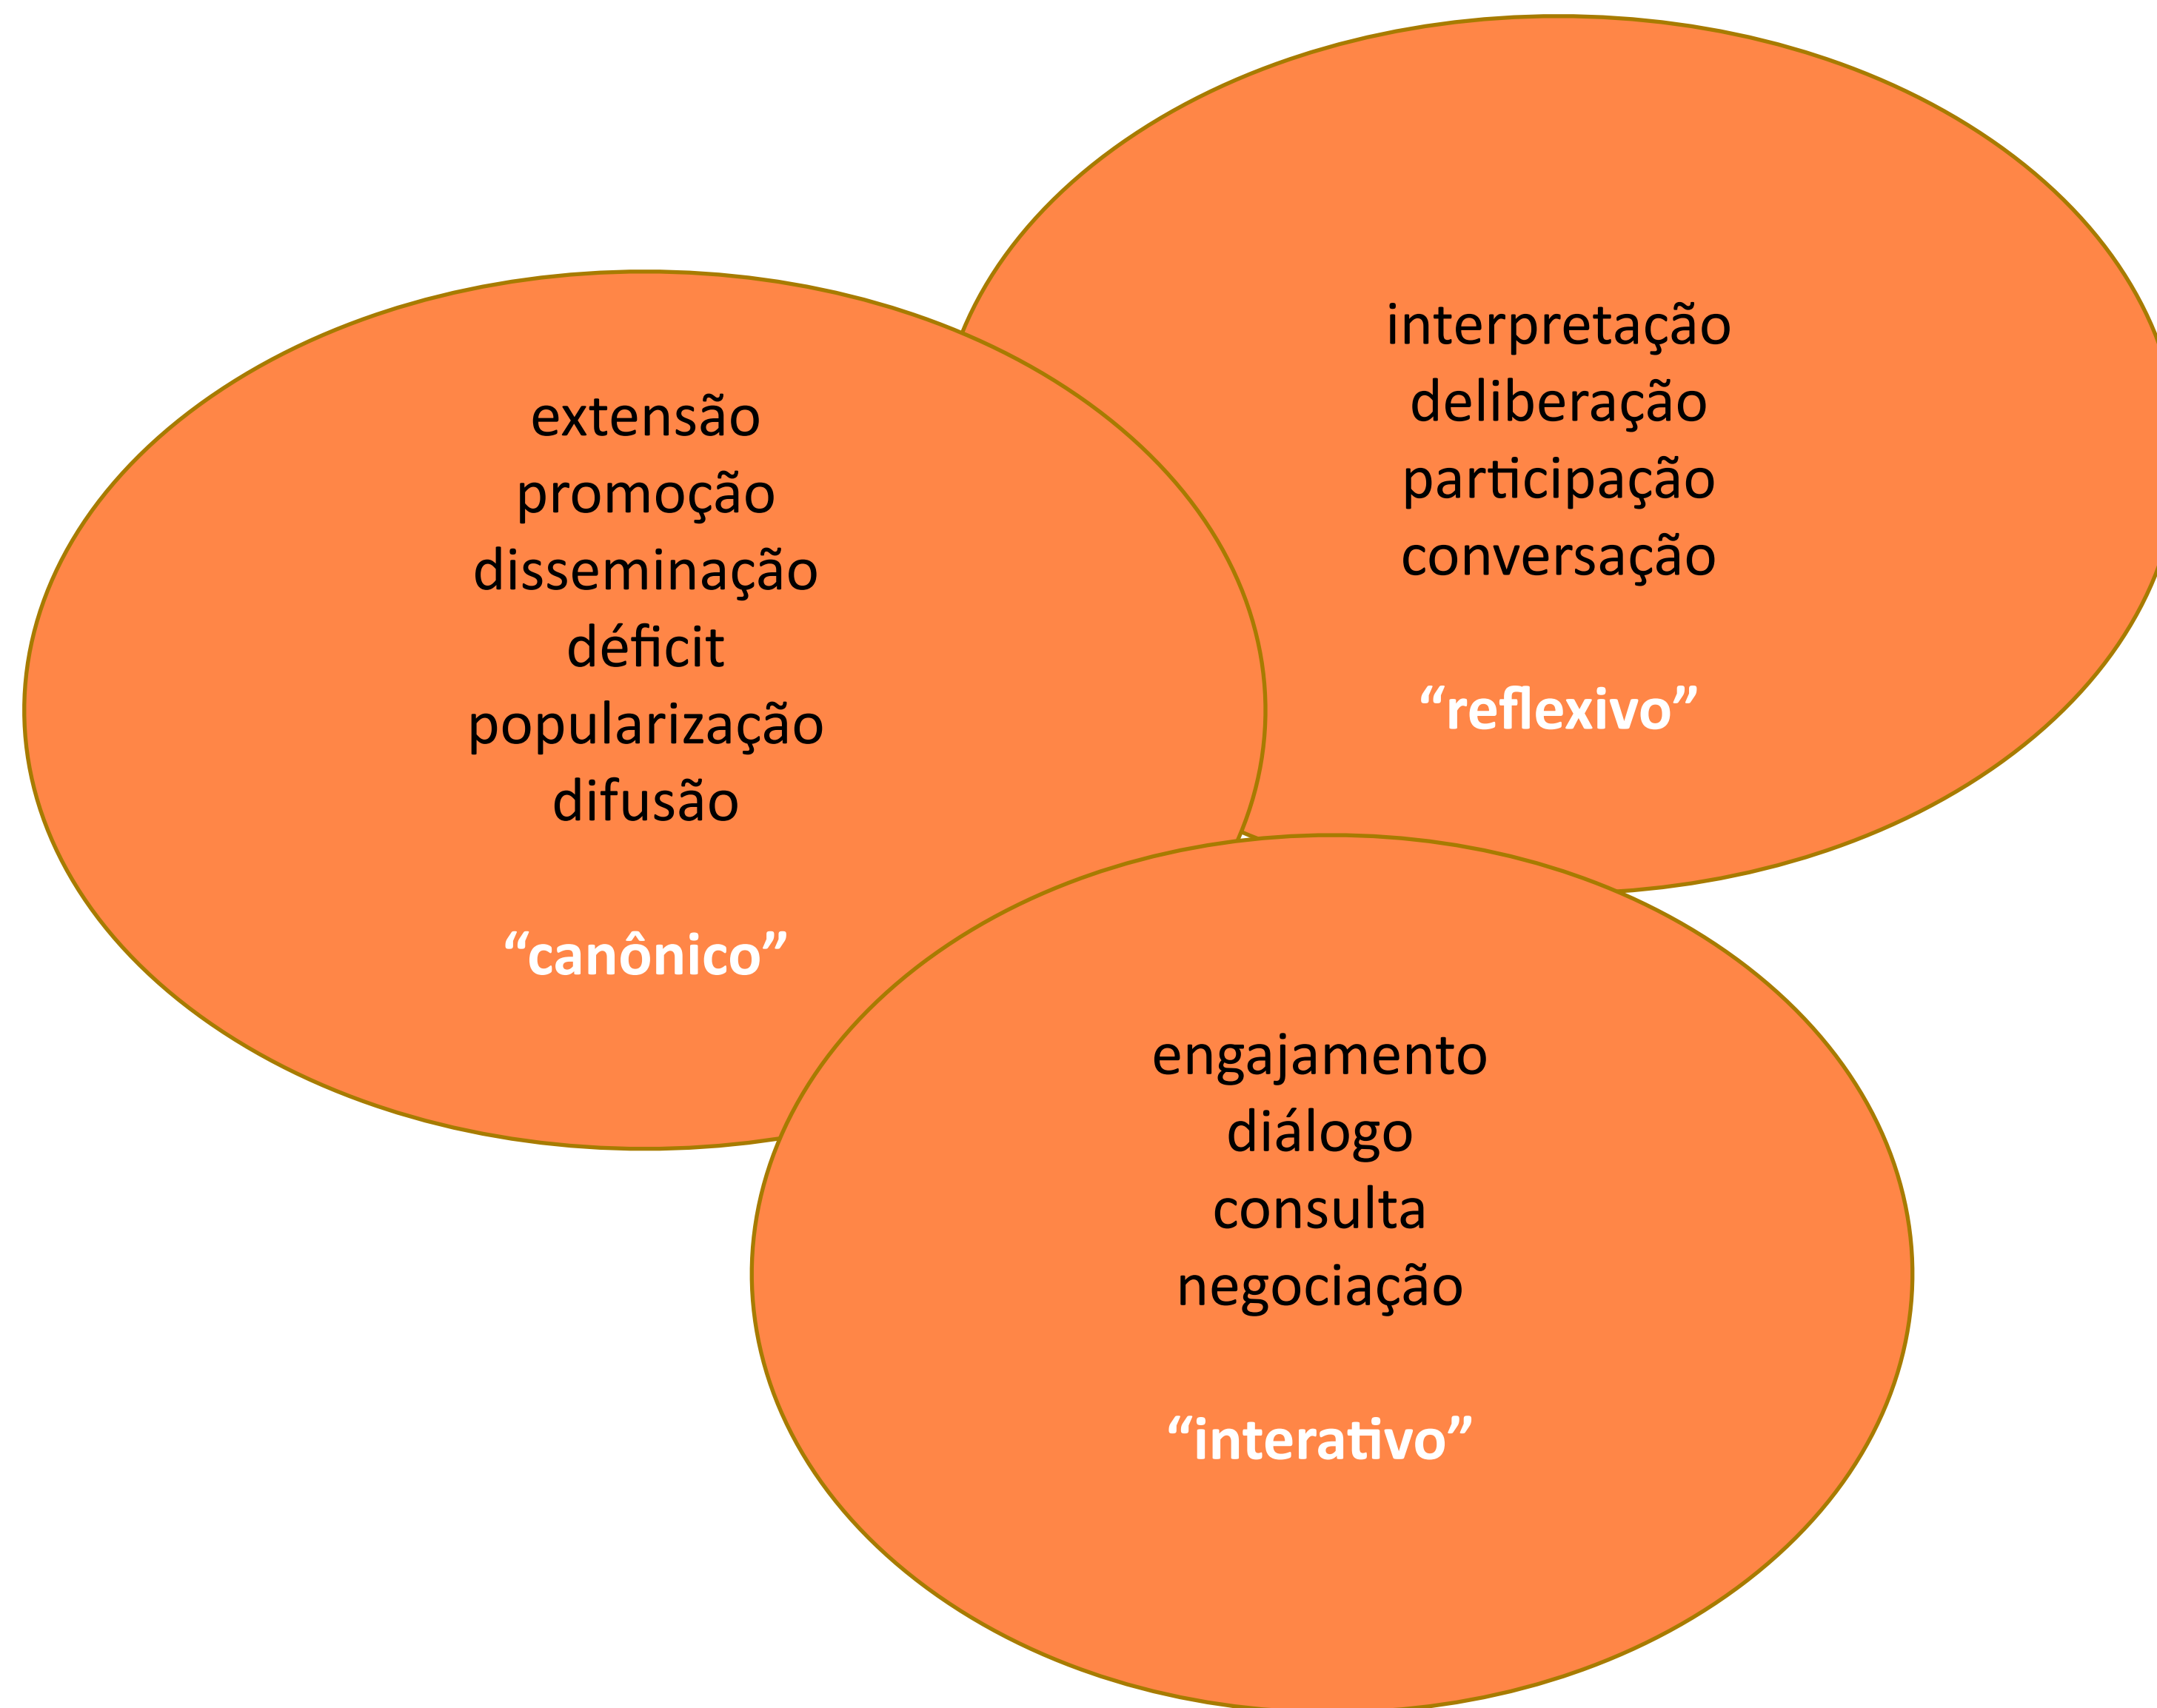 extensão
promoção
disseminação
déficit
popularização
difusão
“canônico”
interpretação
deliberação
participação
conversação
“reflexivo”
engajamento
diálogo
consulta
negociação
“interativo”